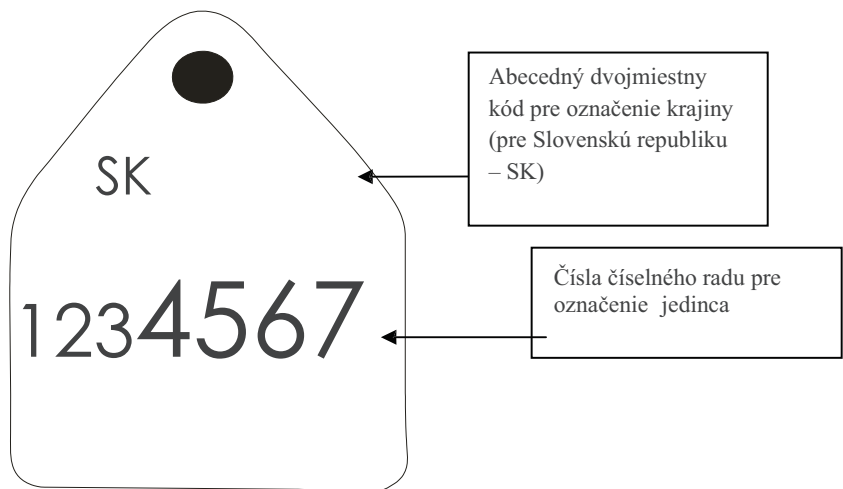 SK
Abecedný dvojmiestny
kód pre označenie krajiny
(pre Slovenskú republiku
– SK)
1234567
Čísla číselného radu pre
označenie jedinca